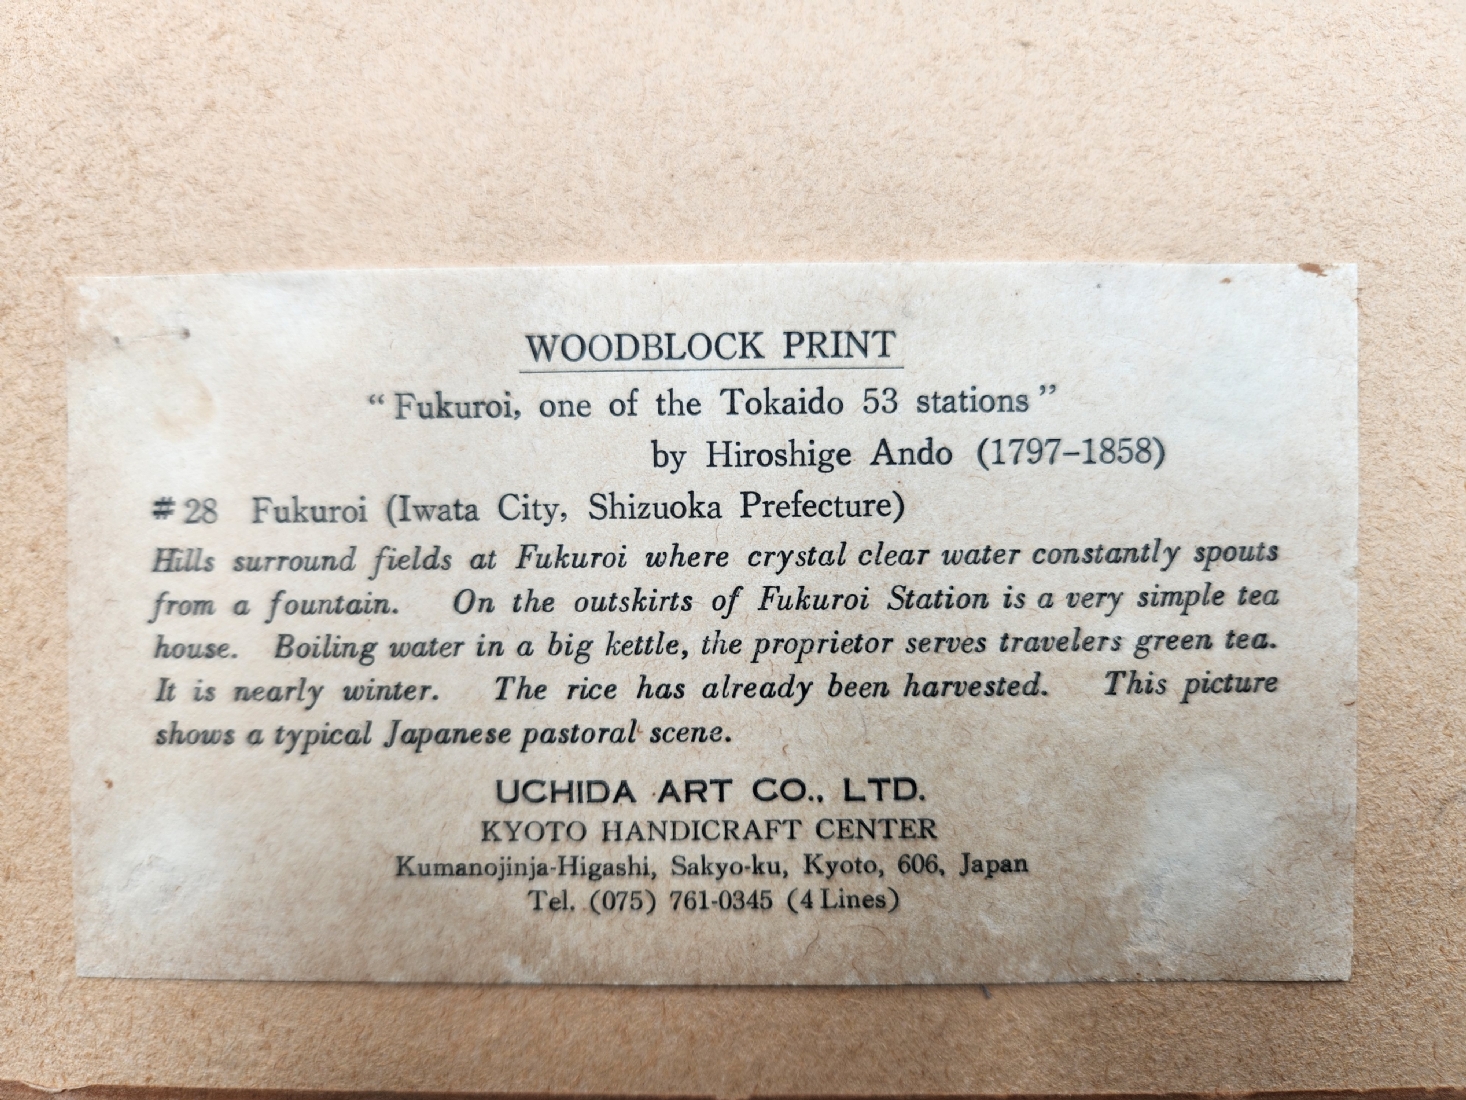 WOODBLOCK PRINT
“Fukuroi, one of the Tokaido 53 stations”
by Hiroshige Ando (1797–1858)
#28 Fukuroi (Iwata City, Shizuoka Prefecture)
Hills surround fields at Fukuroi where crystal clear water constantly spouts
from a fountain. On the outskirts of Fukuroi Station is a very simple tea
house. Boiling water in a big kettle, the proprietor serves travelers green tea.
It is nearly winter. The rice has already been harvested. This picture
shows a typical Japanese pastoral scene.
UCHIDA ART CO., LTD.
KYOTO HANDICRAFT CENTER
Kumanojinja-Higashi, Sakyo-ku, Kyoto, 606, Japan
Tel. (075) 761-0345 (4 Lines)